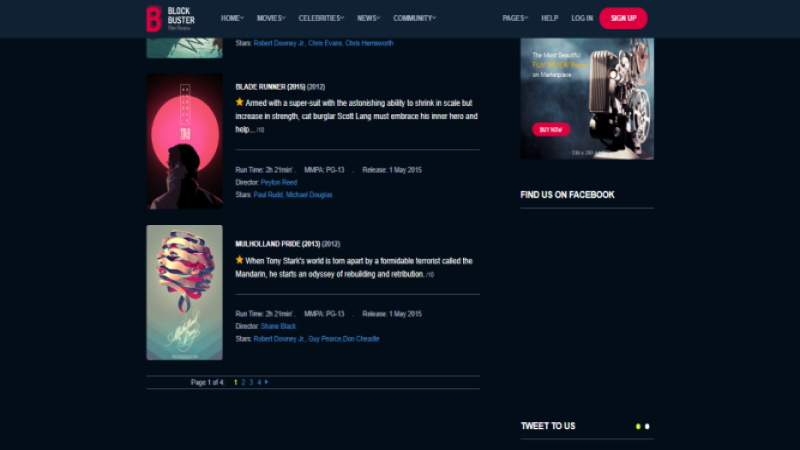 BLOCK
BUSTER
Film Review
HOME
MOVIES
CELEBRITIES
NEWS
COMMUNITY
PAGES
HELP
LOG IN
SIGN UP
Stars: Robert Downey Jr., Chris Evans, Chris Hemsworth
BLADE RUNNER (2015) (2012)
Armed with a super-suit with the astonishing ability to shrink in scale but
increase in strength, cat burglar Scott Lang must embrace his inner hero and
help... /10
Run Time: 2h 21min' . MMPA: PG-13 . Release: 1 May 2015
Director: Peyton Reed
Stars: Paul Rudd, Michael Douglas
MULHOLLAND PRIDE (2013) (2012)
When Tony Stark's world is torn apart by a formidable terrorist called the
Mandarin, he starts an odyssey of rebuilding and retribution. /10
Run Time: 2h 21min' . MMPA: PG-13 . Release: 1 May 2015
Director: Shane Black
Stars: Robert Downey Jr., Guy Pearce,Don Cheadle
Page 1 of 4: 1 2 3 4
The Most Beautiful
FILM REVIEW
on Marketplace
BUY NOW
FIND US ON FACEBOOK
TWEET TO US